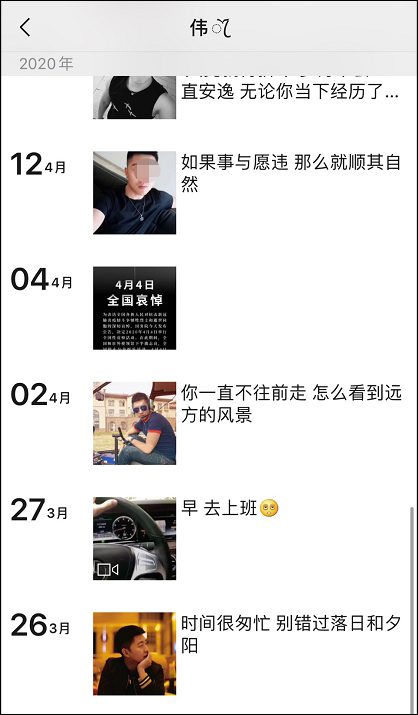 伟
2020年
直安逸 无论你当下经历了...
12 4月
如果事与愿违 那么就顺其自
然
04 4月
4月4日
全国哀悼
02 4月
你一直不往前走 怎么看到远
方的风景
27 3月
早 去上班🥺
26 3月
时间很匆忙 别错过落日和夕
阳